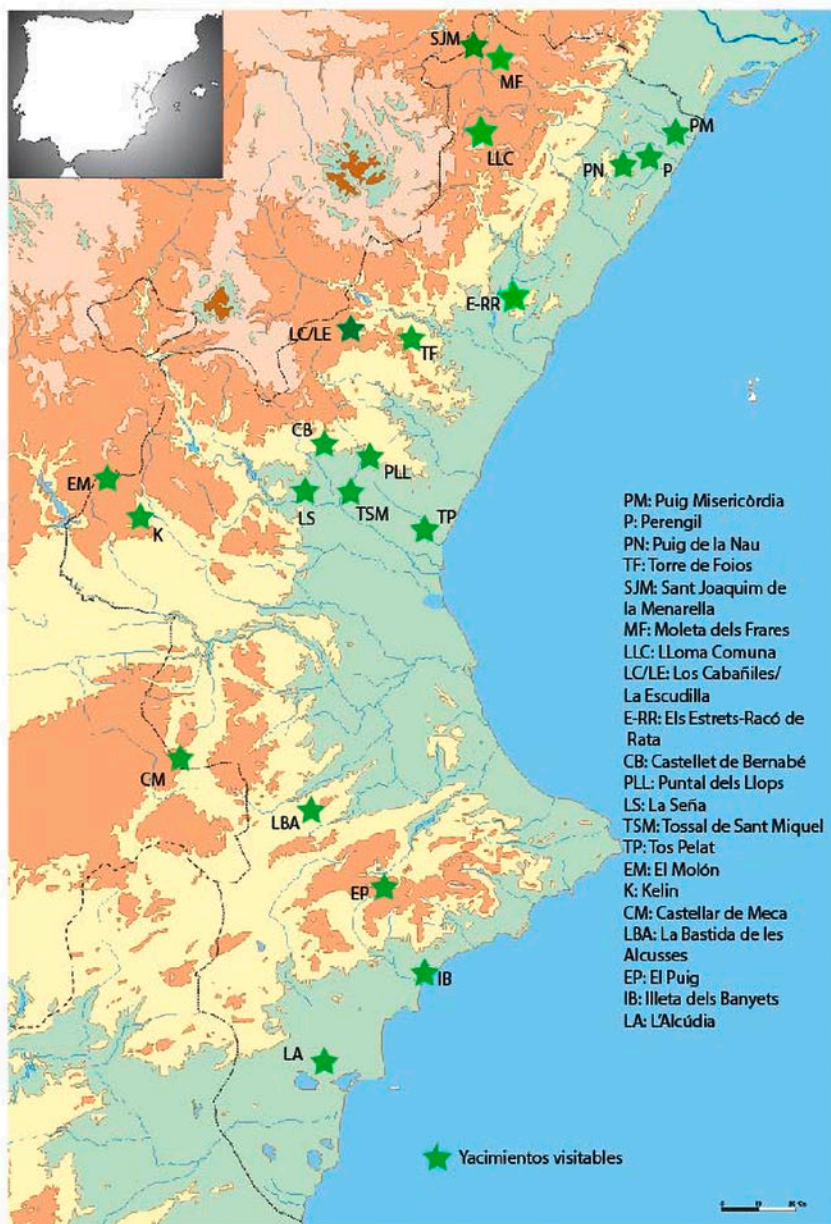 SJM
MF
LLC
PM
PN
P
E-RR
LC/LE
TF
CB
PLL
EM
LS
TSM
TP
K
PM: Puig Misericòrdia
P: Perengil
PN: Puig de la Nau
TF: Torre de Foios
SJM: Sant Joaquim de
la Menarella
MF: Moleta dels Frares
LLC: LLoma Comuna
LC/LE: Los Cabañiles/
La Escudilla
E-RR: Els Estrets-Racó de
Rata
CB: Castellet de Bernabé
PLL: Puntal dels Llops
LS: La Seña
TSM: Tossal de Sant Miquel
TP: Tos Pelat
EM: El Molón
K: Kelin
CM: Castellar de Meca
LBA: La Bastida de les
Alcusses
EP: El Puig
IB: Illeta dels Banyets
LA: L'Alcúdia
CM
LBA
EP
IB
LA
Yacimientos visitables